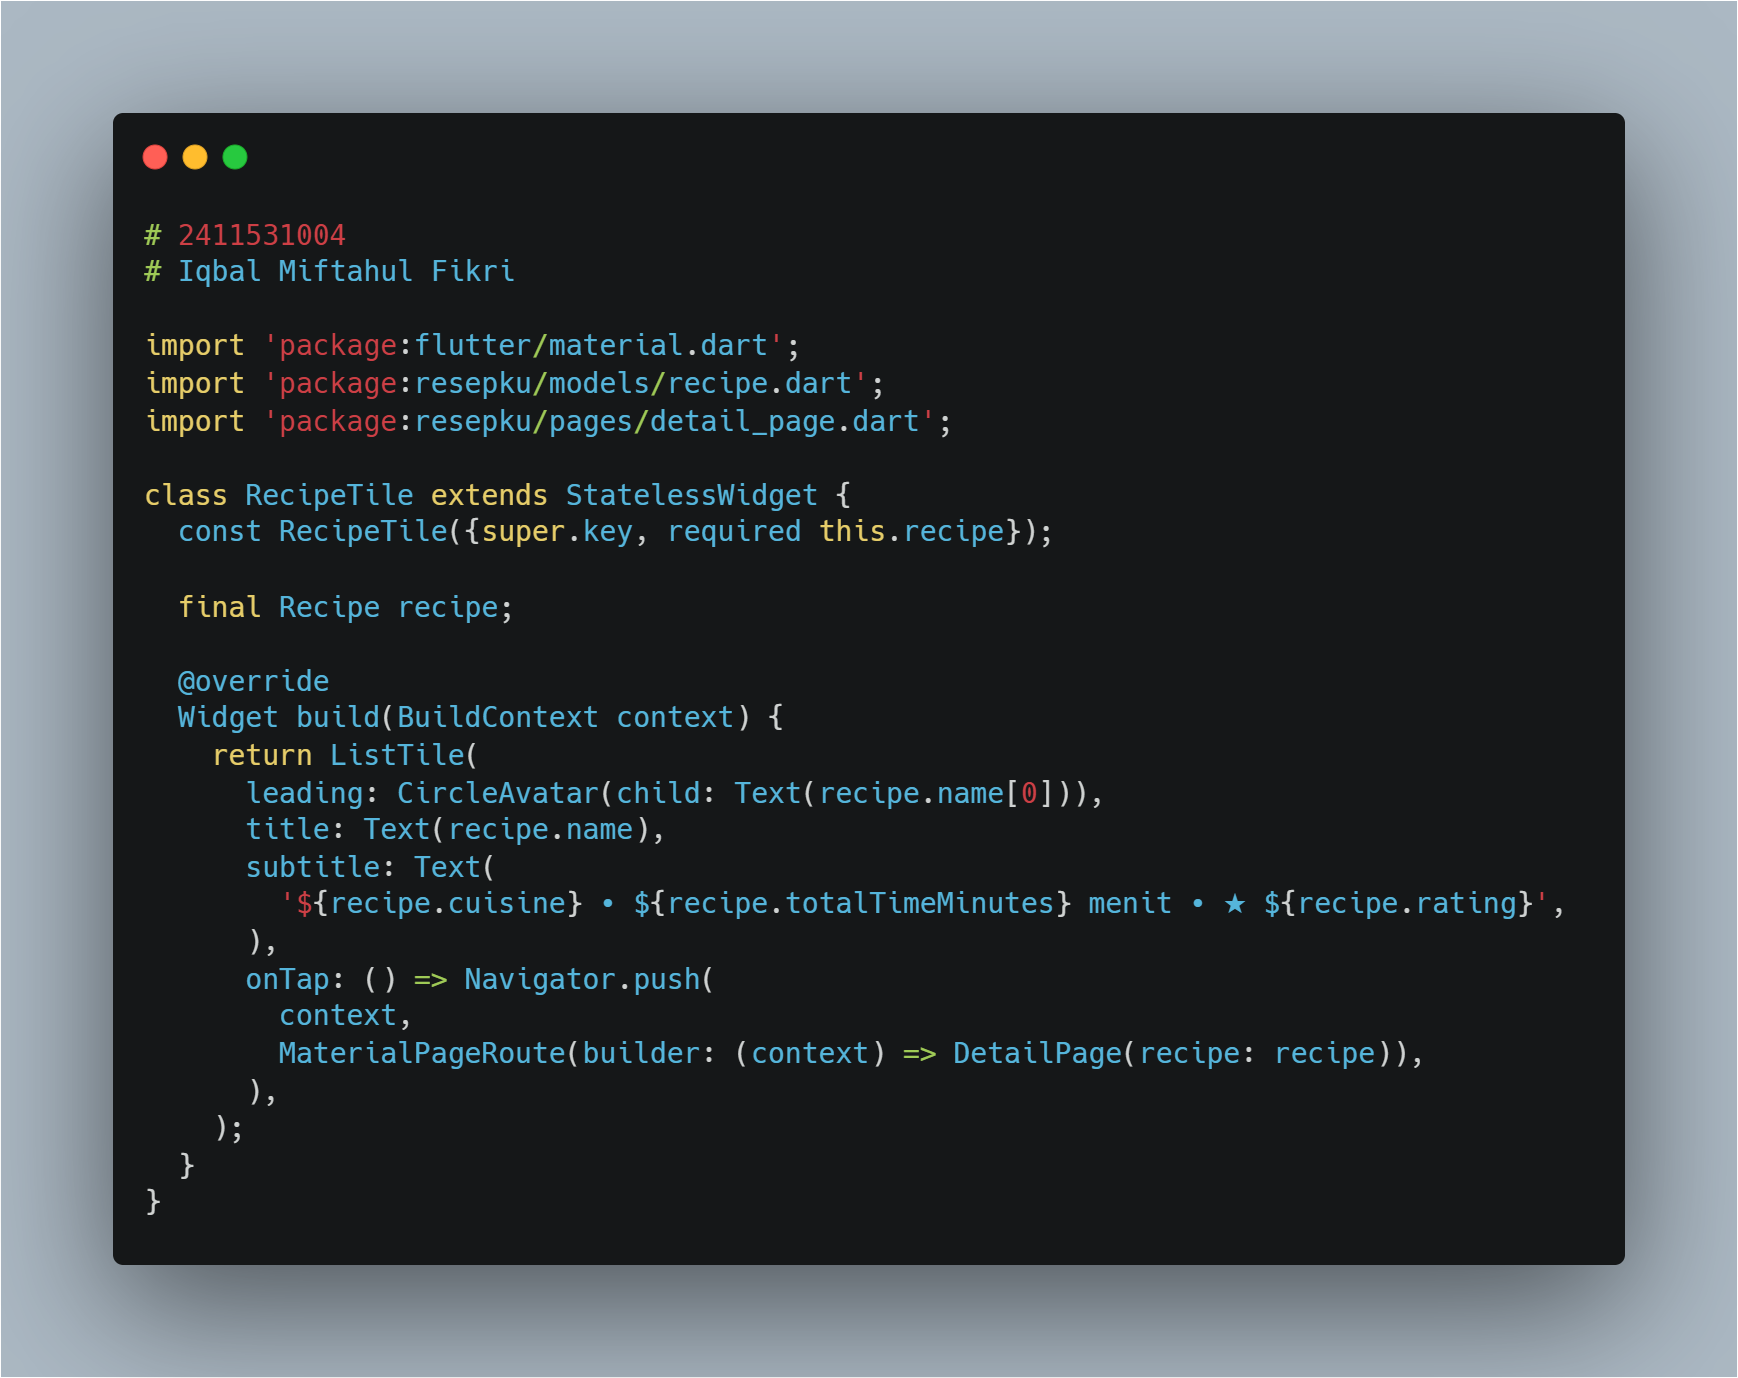 # 2411531004
# Iqbal Miftahul Fikri

import 'package:flutter/material.dart';
import 'package:resepku/models/recipe.dart';
import 'package:resepku/pages/detail_page.dart';

class RecipeTile extends StatelessWidget {
  const RecipeTile({super.key, required this.recipe});

  final Recipe recipe;

  @override
  Widget build(BuildContext context) {
    return ListTile(
      leading: CircleAvatar(child: Text(recipe.name[0])),
      title: Text(recipe.name),
      subtitle: Text(
        '${recipe.cuisine} • ${recipe.totalTimeMinutes} menit • ★ ${recipe.rating}',
      ),
      onTap: () => Navigator.push(
        context,
        MaterialPageRoute(builder: (context) => DetailPage(recipe: recipe)),
      ),
    );
  }
}